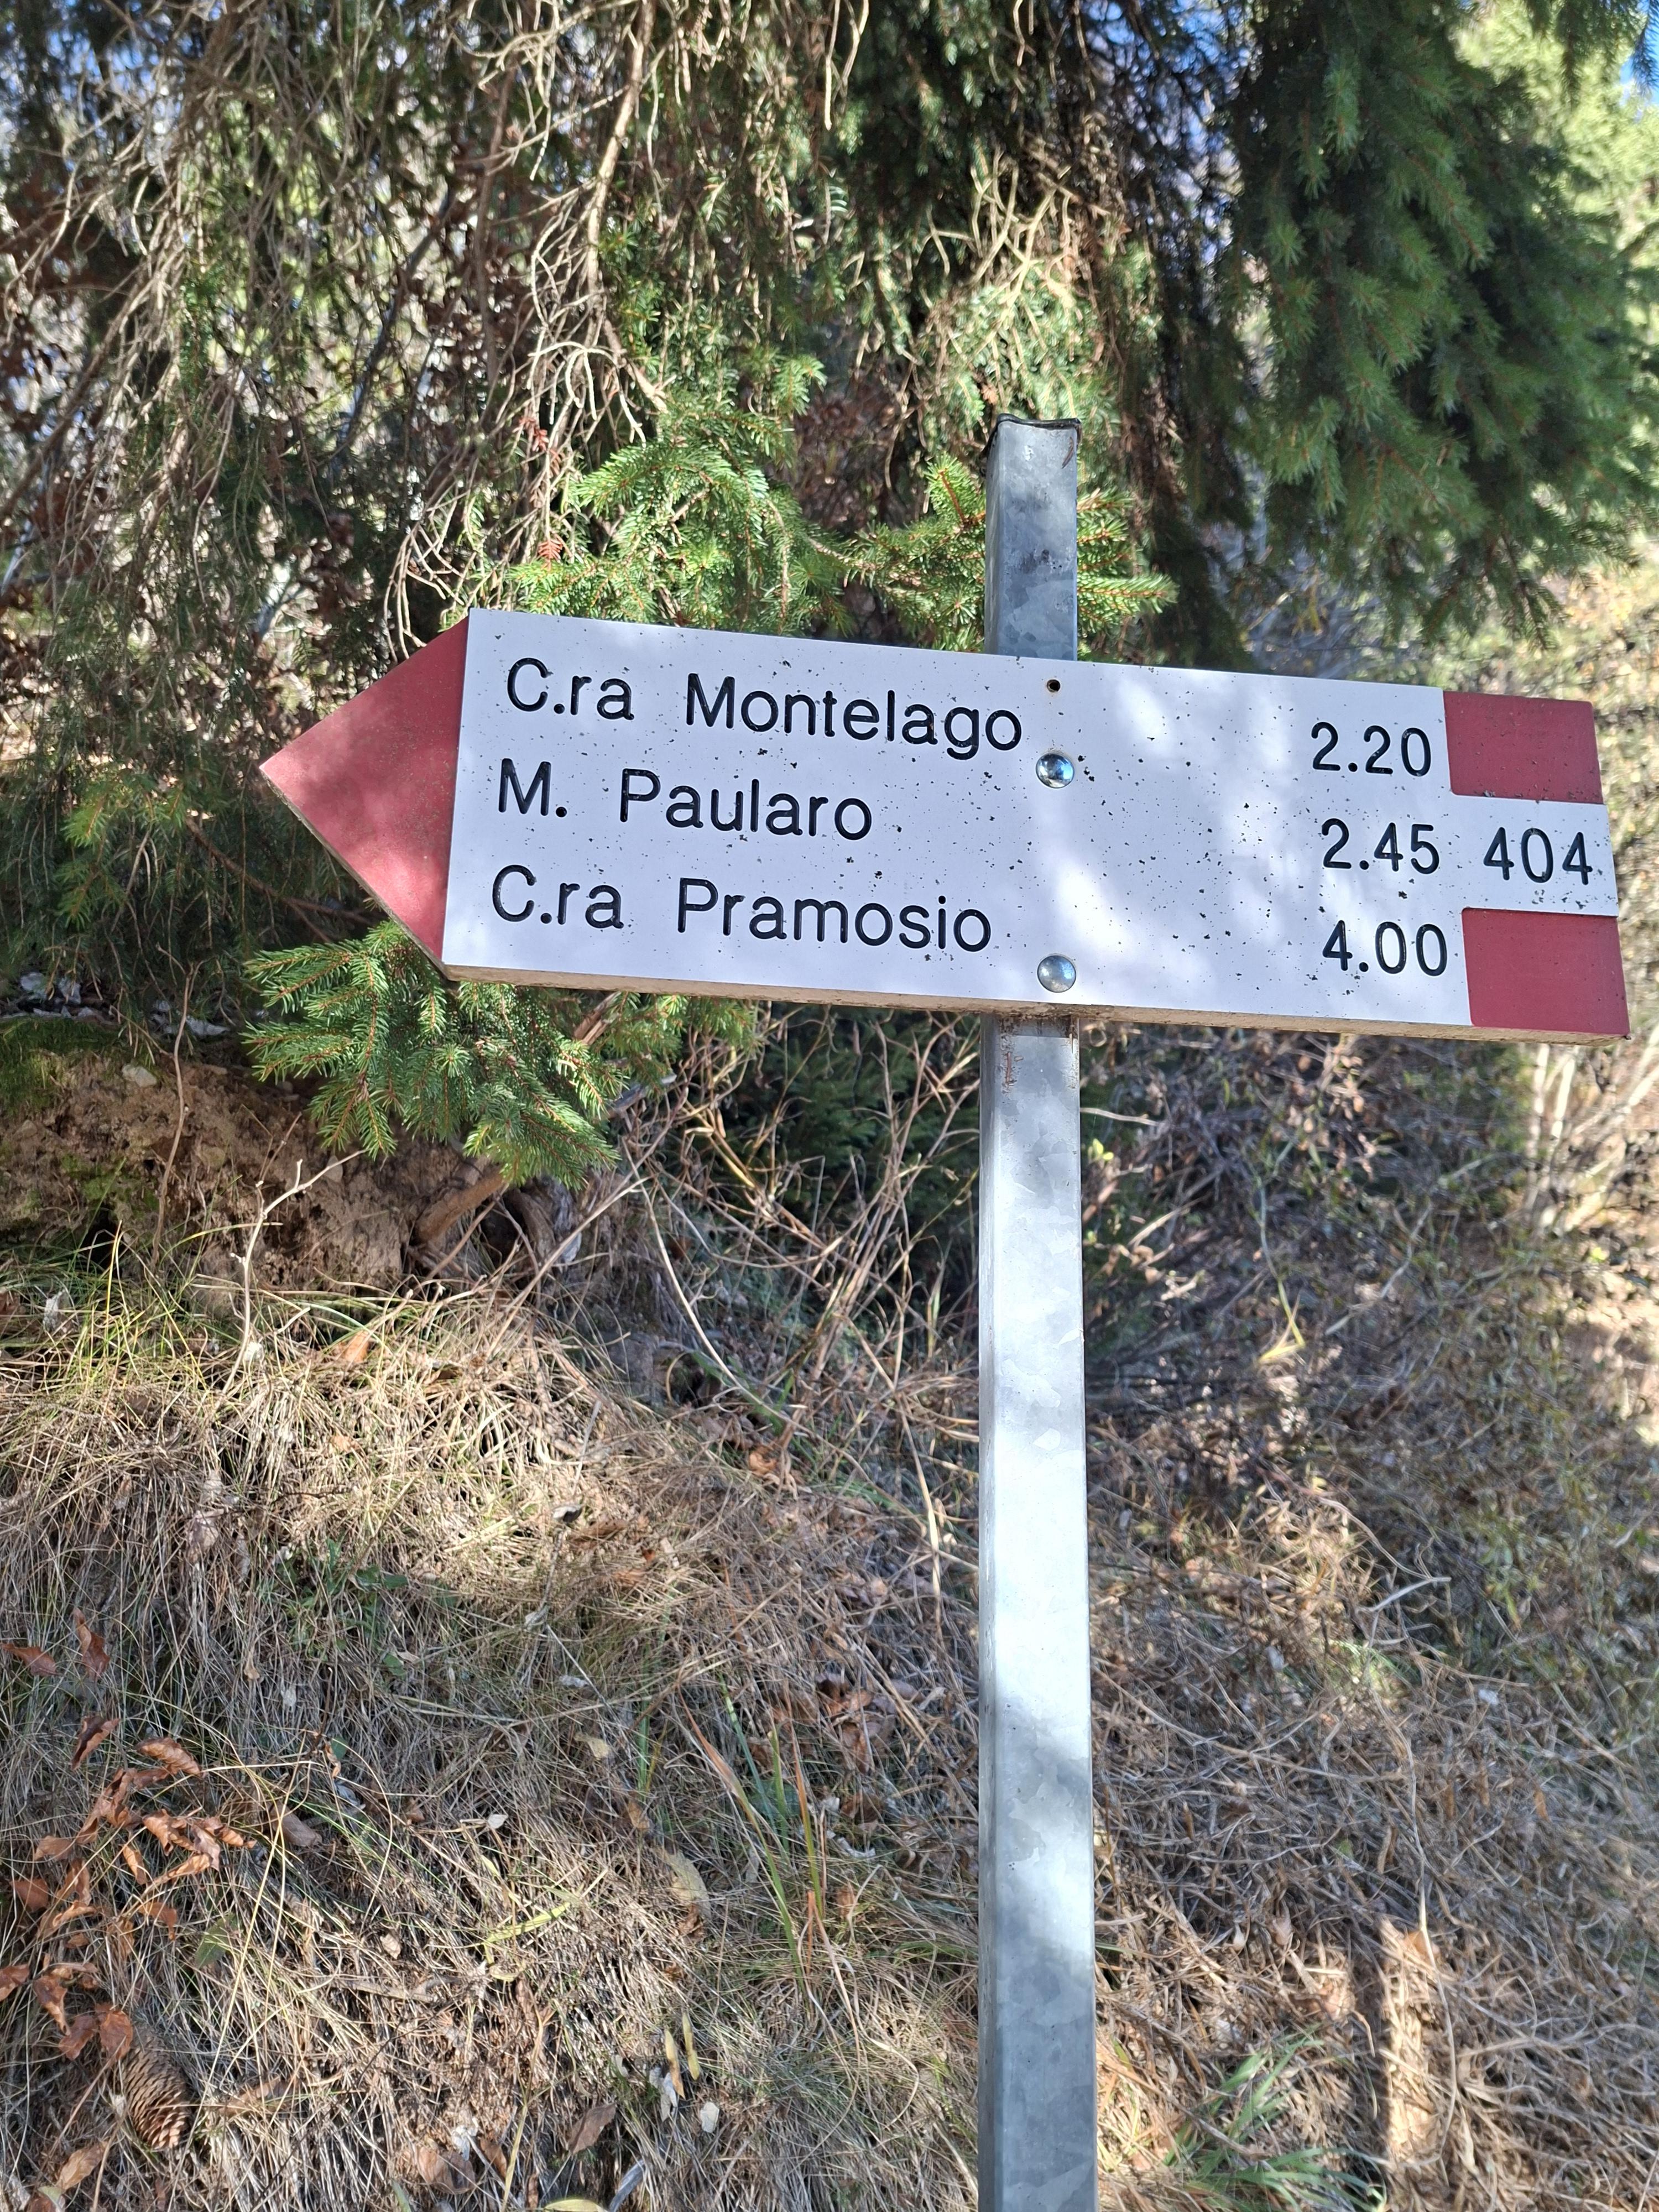 C.ra Montelago 2.20
M. Paularo 2.45 404
C.ra Pramosio 4.00